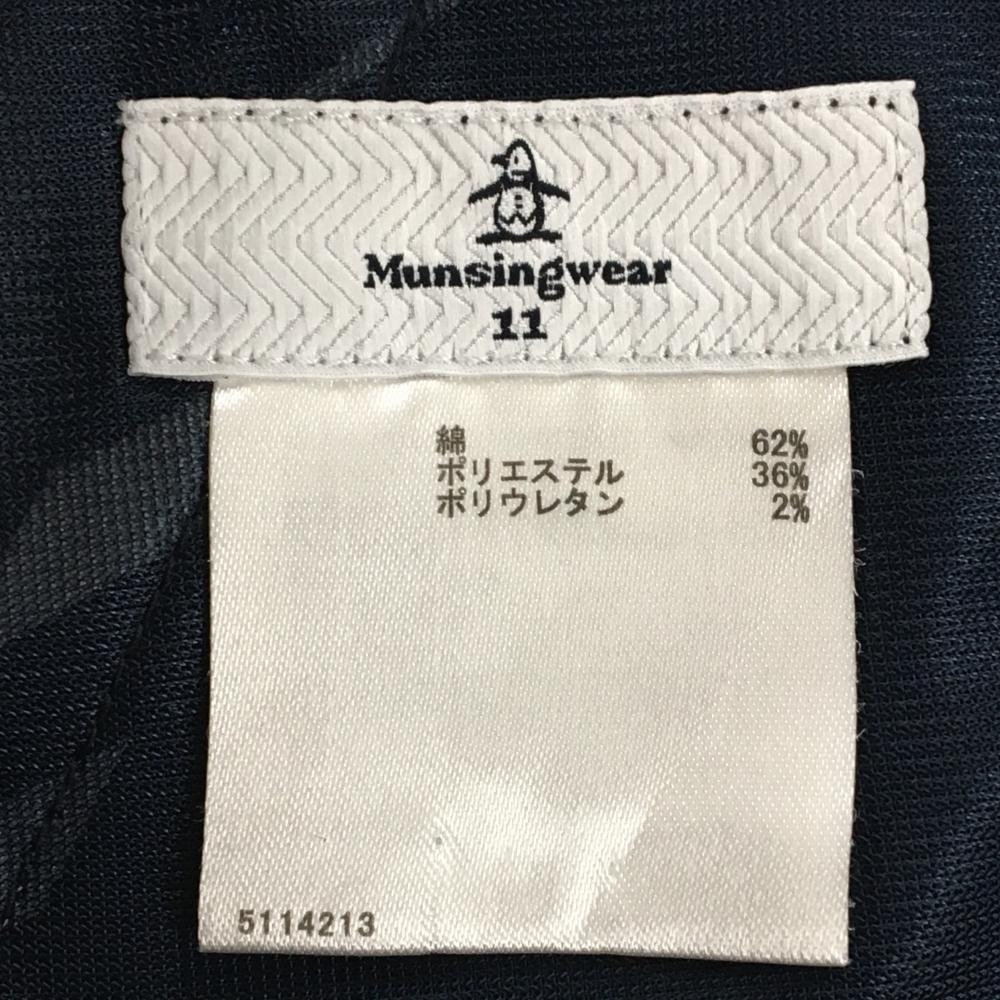 Munsingwear
11
綿 62%
ポリエステル 36%
ポリウレタン 2%
5114213